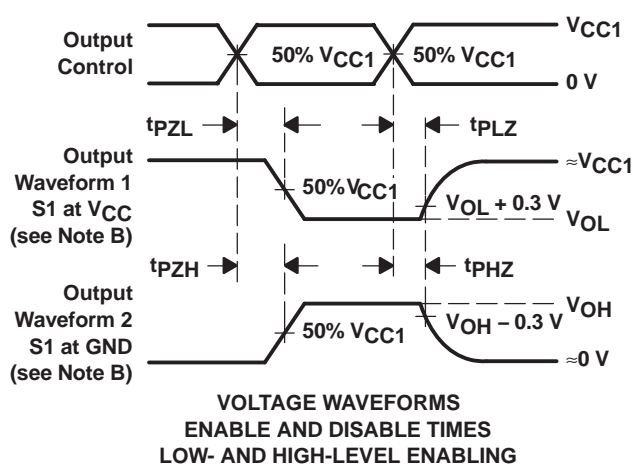 Output
Control
50% VCC1
50% VCC1
VCC1
0 V
tPZL
tPLZ
Output
Waveform 1
S1 at VCC
(see Note B)
50%VCC1
≈VCC1
VOL + 0.3 V
VOL
tPZH
tPHZ
Output
Waveform 2
S1 at GND
(see Note B)
50% VCC1
VOH
VOH − 0.3 V
≈0 V
VOLTAGE WAVEFORMS
ENABLE AND DISABLE TIMES
LOW- AND HIGH-LEVEL ENABLING